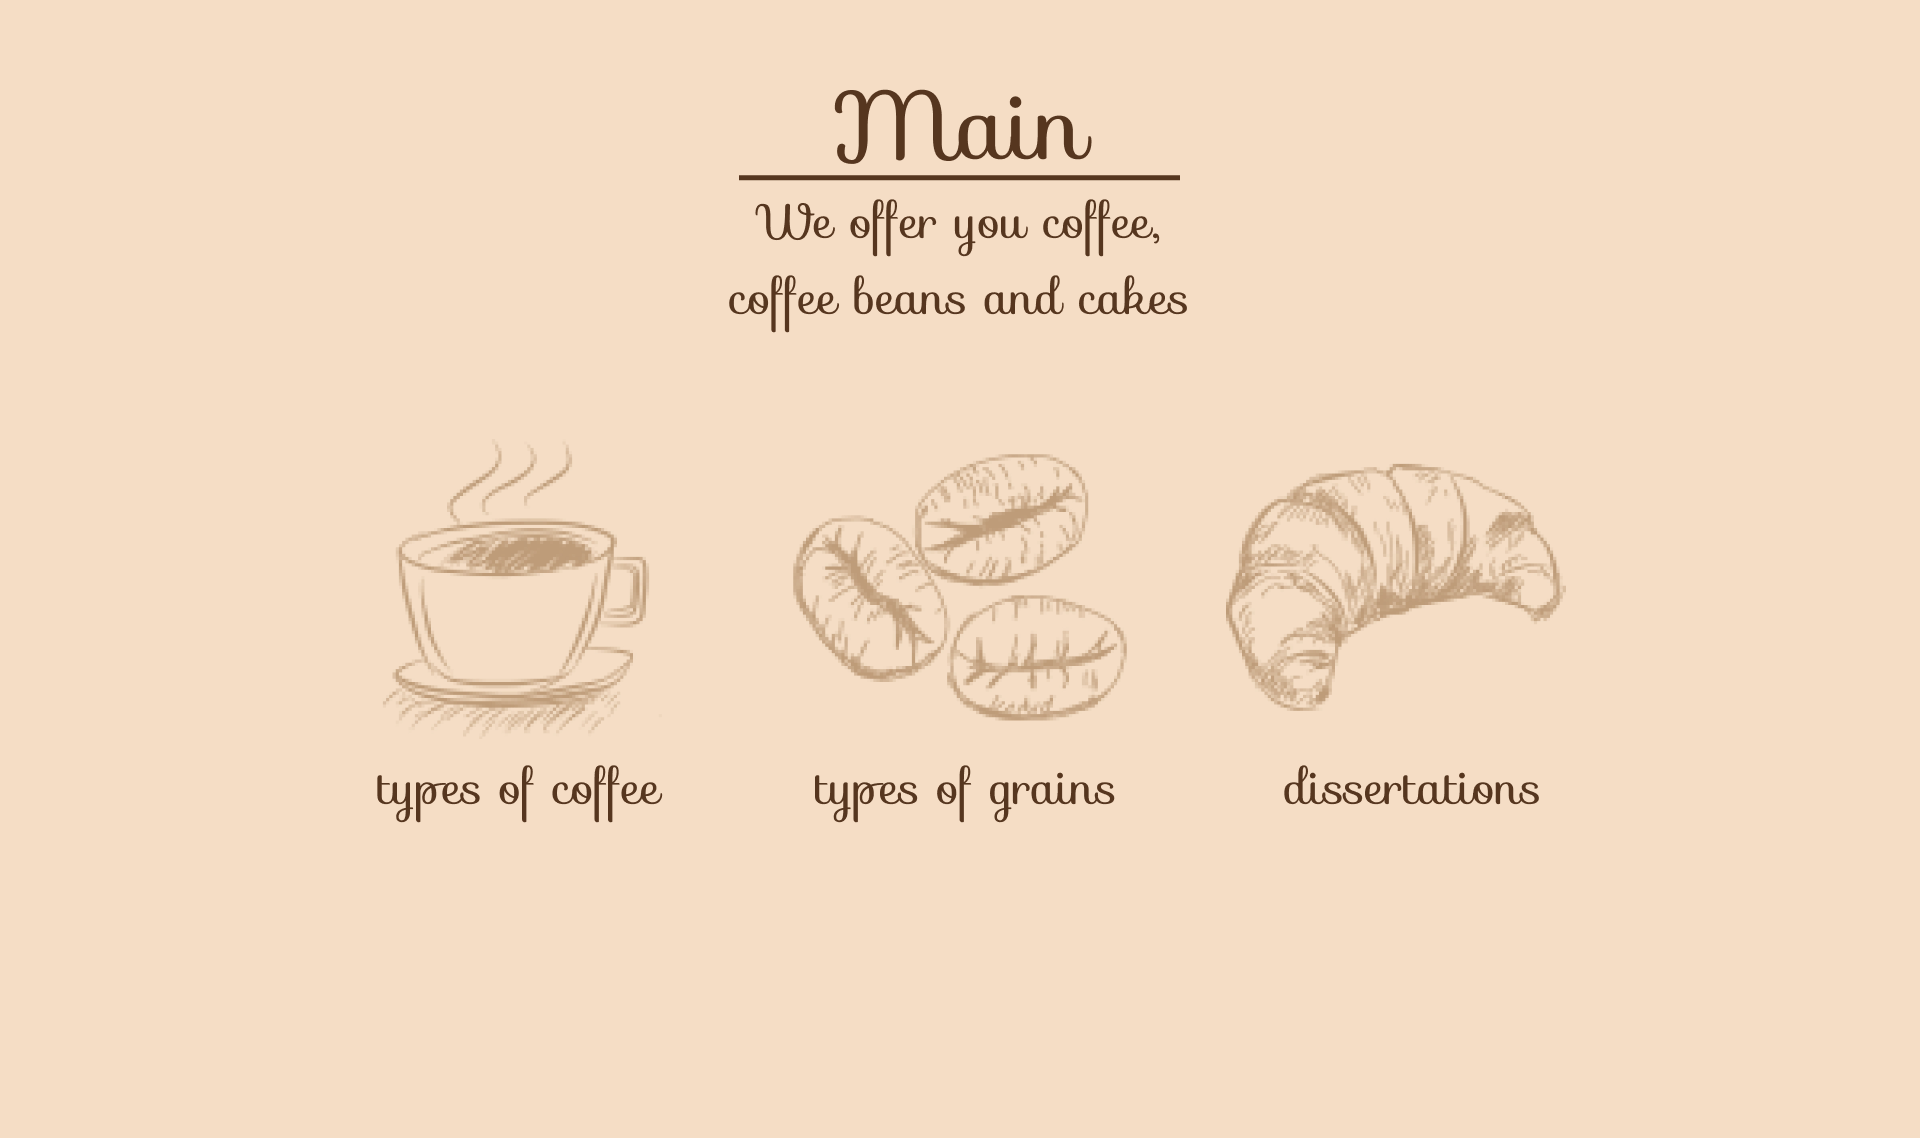 Main
We offer you coffee,
coffee beans and cakes
types of coffee
types of grains
dissertations